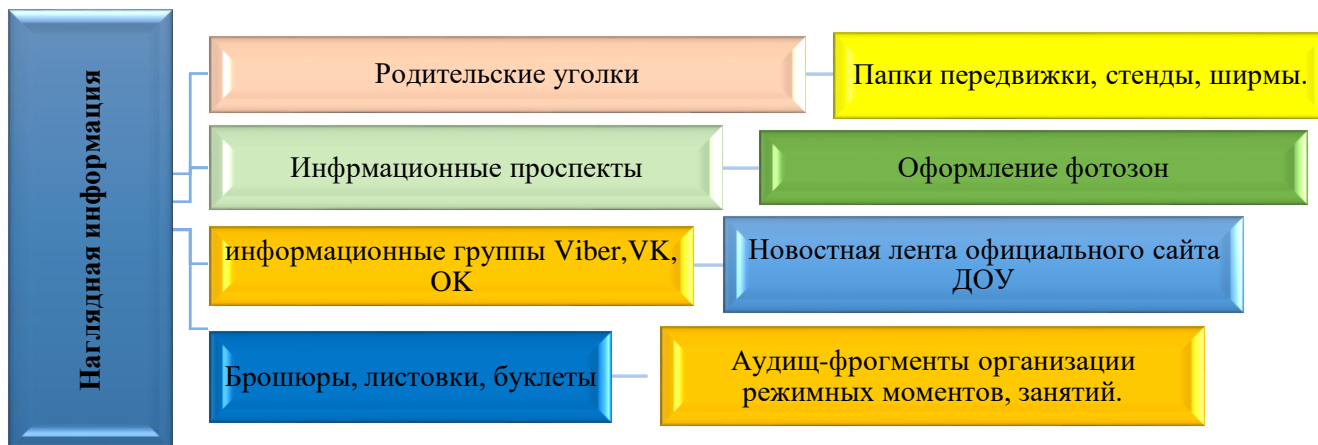 Наглядная информация
Родительские уголки
Папки передвижки, стенды, ширмы.
Инфрмационные проспекты
Оформление фотозон
информационные группы Viber,VK,
OK
Новостная лента официального сайта
ДОУ
Брошюры, листовки, буклеты
Аудищ-фрогменты организации
режимных моментов, занятий.